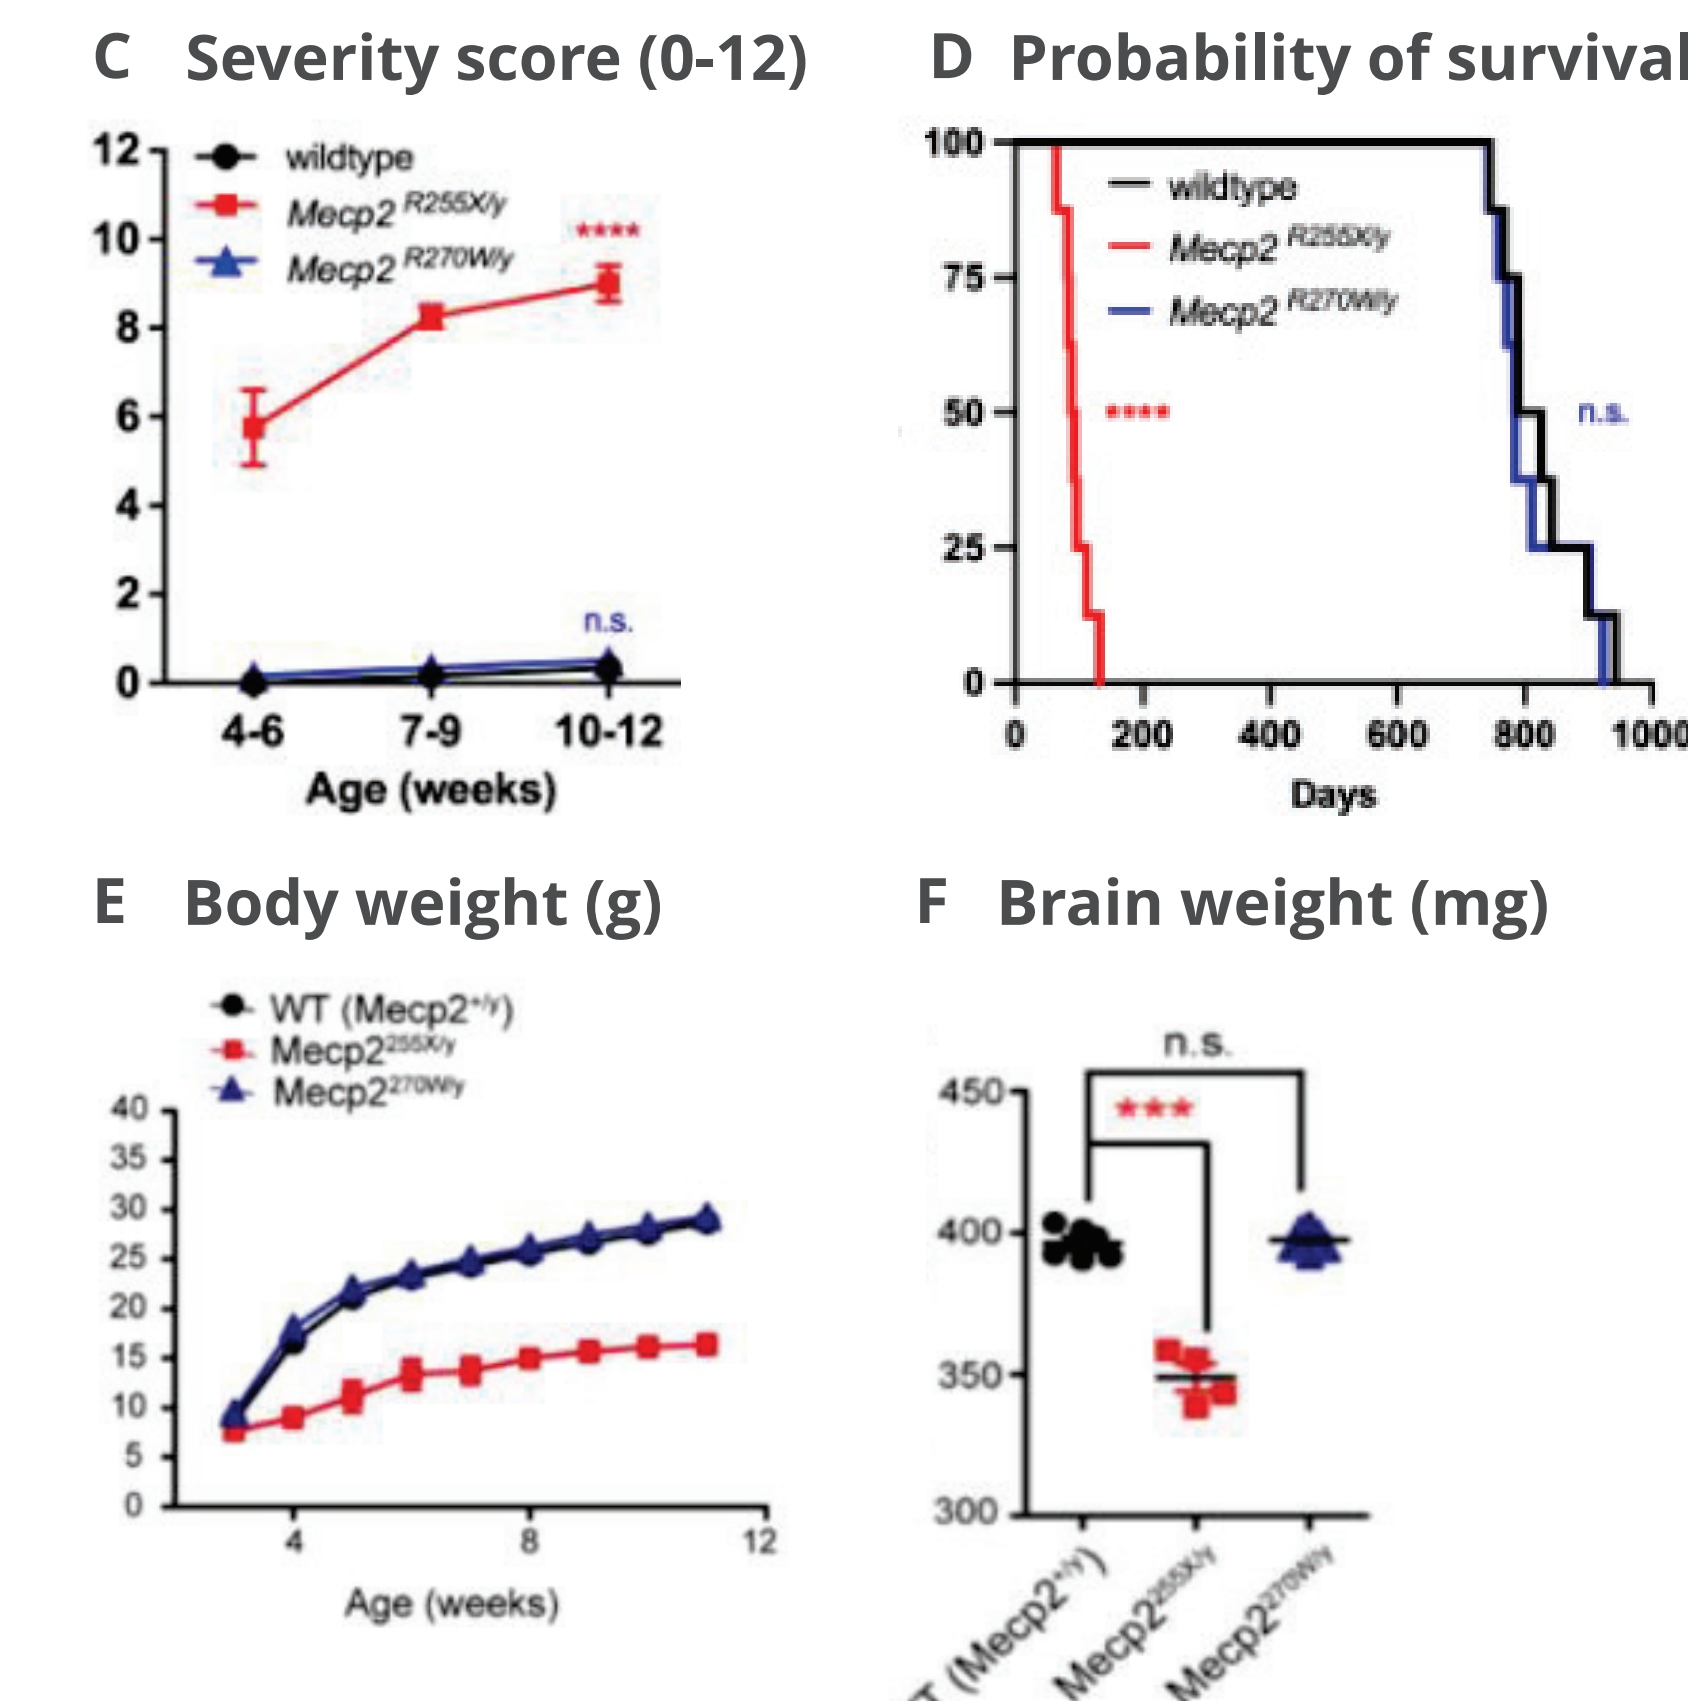 C Severity score (0-12)
12
10
8
6
4
2
0
wildtype
Mecp2 R255X/y
Mecp2 R270W/y
****
n.s.
4-6 7-9 10-12
Age (weeks)
D Probability of survival
100
75
50
25
0
wildtype
Mecp2 R255X/y
Mecp2 R270W/y
****
n.s.
0 200 400 600 800 1000
Days
E Body weight (g)
WT (Mecp2+/y)
Mecp2255X/y
Mecp2270W/y
40
35
30
25
20
15
10
5
0
4 8 12
Age (weeks)
F Brain weight (mg)
n.s.
***
450
400
350
300
(Mecp2+/y)
Mecp2255X/y
Mecp2270W/y